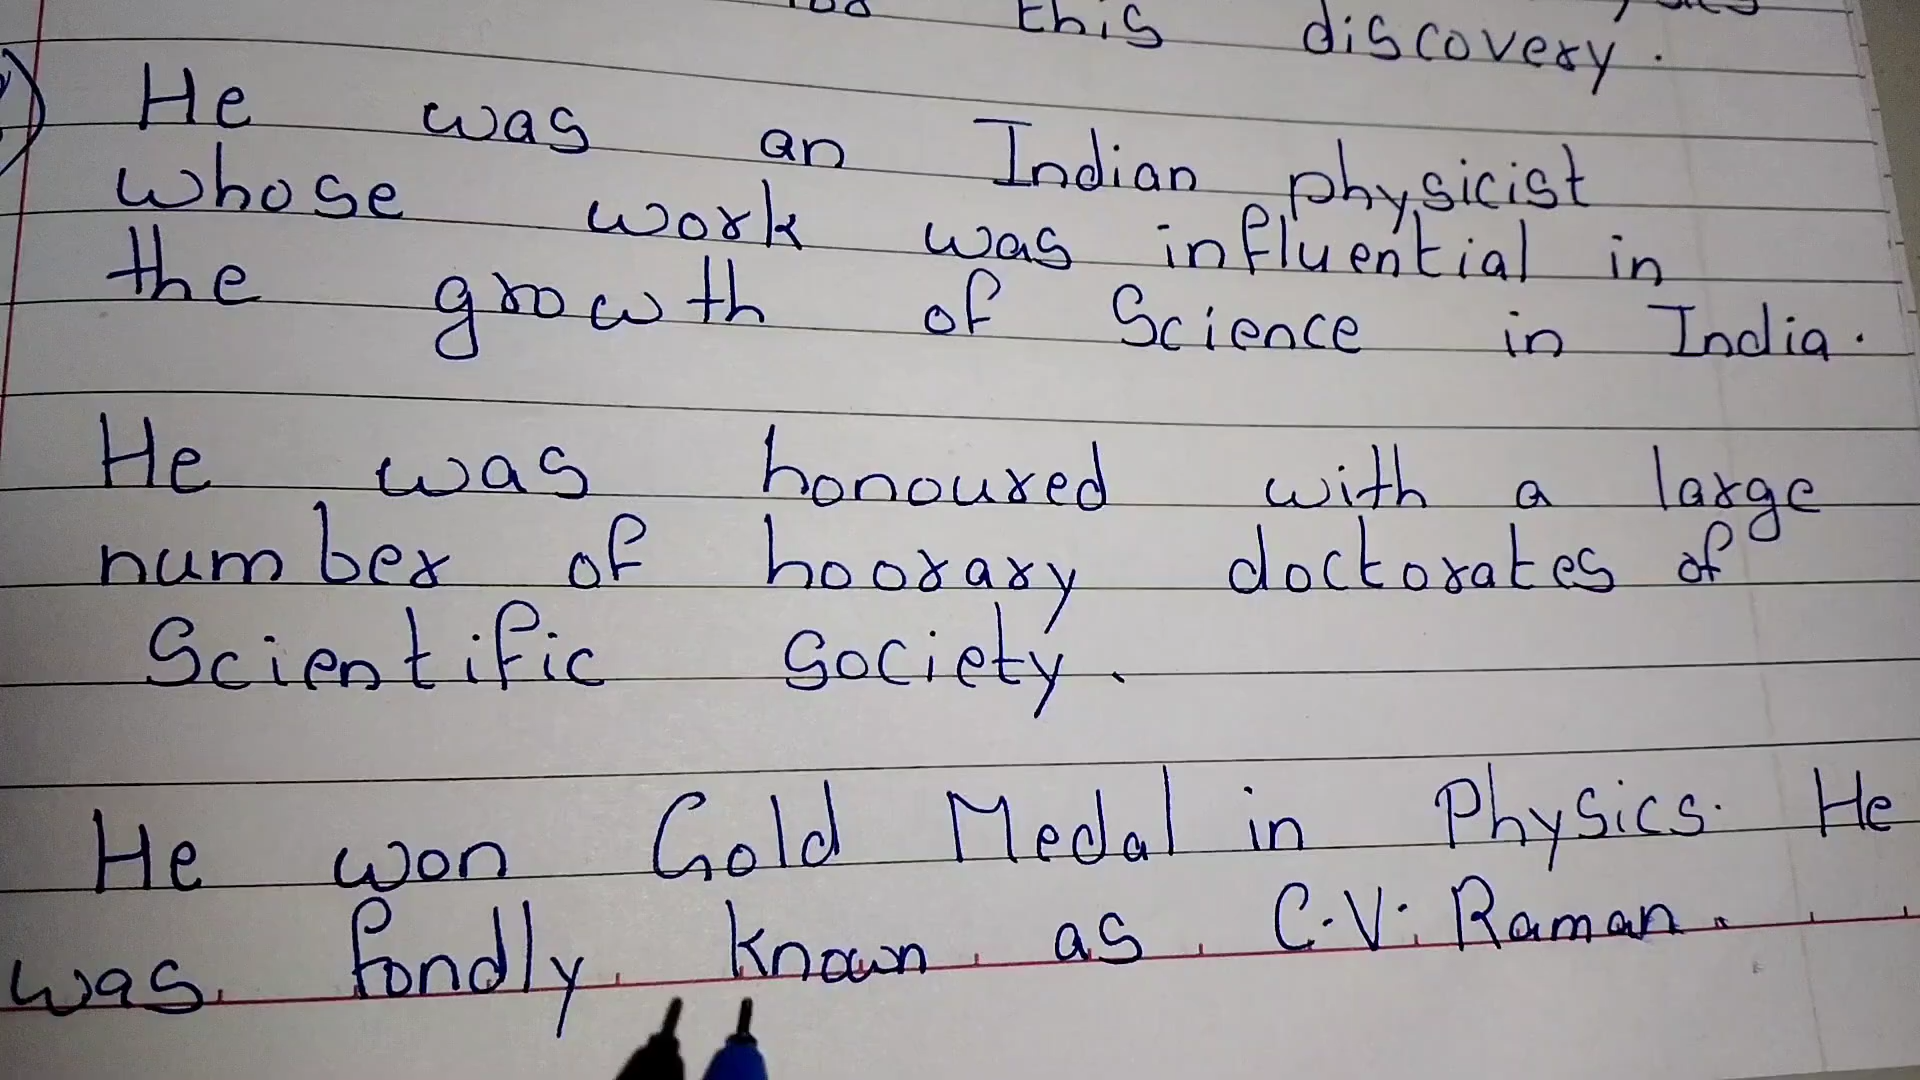 this discovery.
He was an Indian physicist
whose work was influential in
the growth of Science in India.
He was honoured with a large
number of hoorary doctorates of
Scientific society.
He won Gold Medal in Physics. He
was fondly known as C.V. Raman.